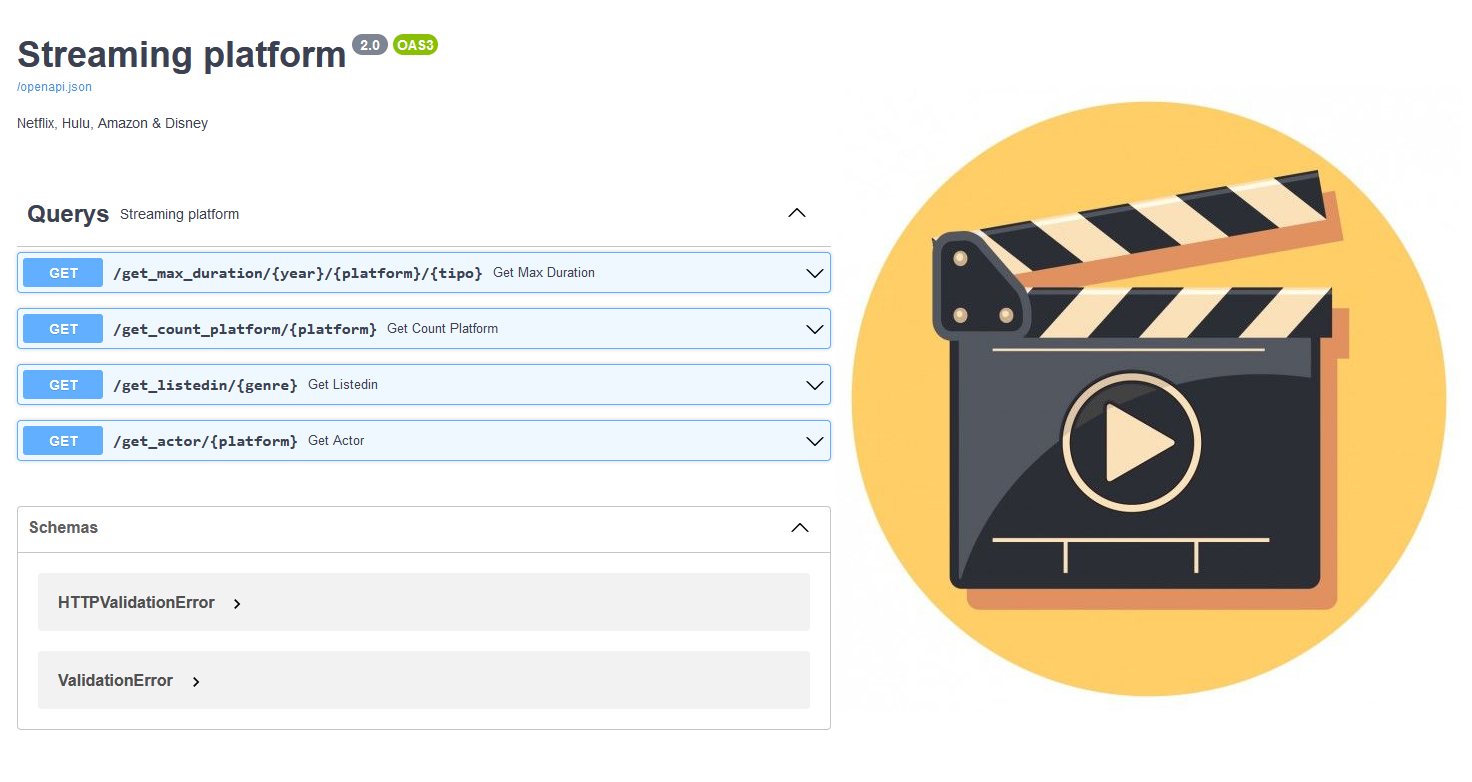 Streaming platform 2.0 OAS3
/openapi.json
Netflix, Hulu, Amazon & Disney
Querys Streaming platform
GET /get_max_duration/{year}/{platform}/{tipo} Get Max Duration
GET /get_count_platform/{platform} Get Count Platform
GET /get_listedin/{genre} Get Listedin
GET /get_actor/{platform} Get Actor
Schemas
HTTPValidationError
ValidationError